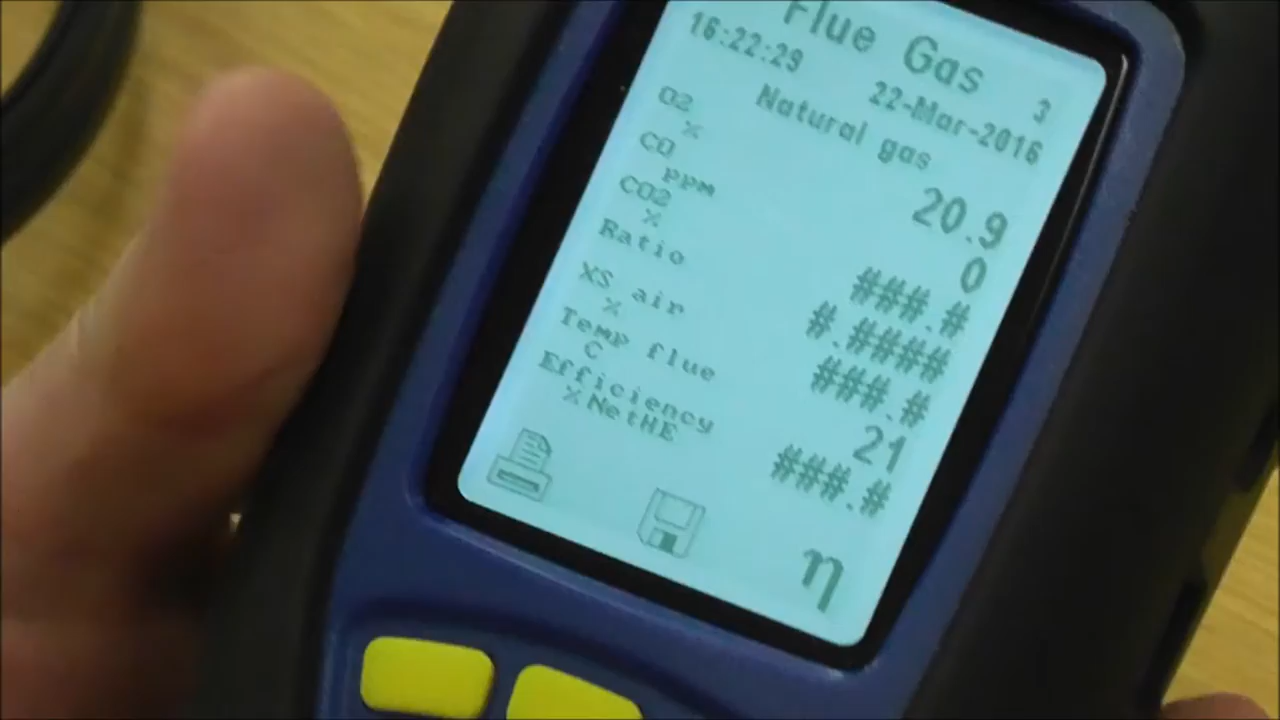 Flue Gas 3
16:22:29 22-Mar-2016
Natural gas
O2 % 20.9
CO ppm 0
CO2 % ###.#
Ratio #.####
XS air % ###.#
Temp flue C 21
Efficiency % NetHE ###.#
η